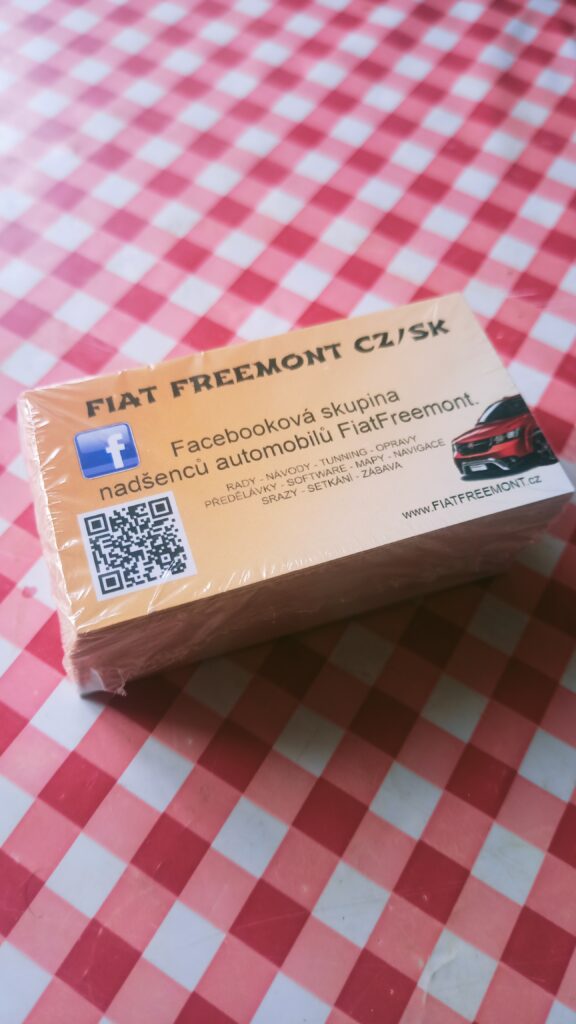 FIAT FREEMONT CZ/SK
f
Facebooková skupina
nadšenců automobilů FiatFreemont.
RADY - NÁVODY - TUNNING - OPRAVY
PŘEDĚLÁVKY - SOFTWARE - MAPY - NAVIGACE
SRAZY - SETKÁNÍ - ZÁBAVA
www.FIATFREEMONT.cz